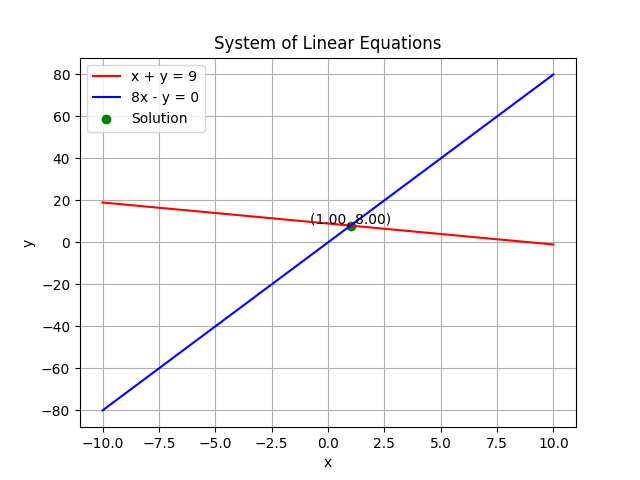 System of Linear Equations
x + y = 9
8x - y = 0
Solution
80
60
40
20
0
−20
−40
−60
−80
(1.00, 8.00)
y
−10.0 −7.5 −5.0 −2.5 0.0 2.5 5.0 7.5 10.0
x